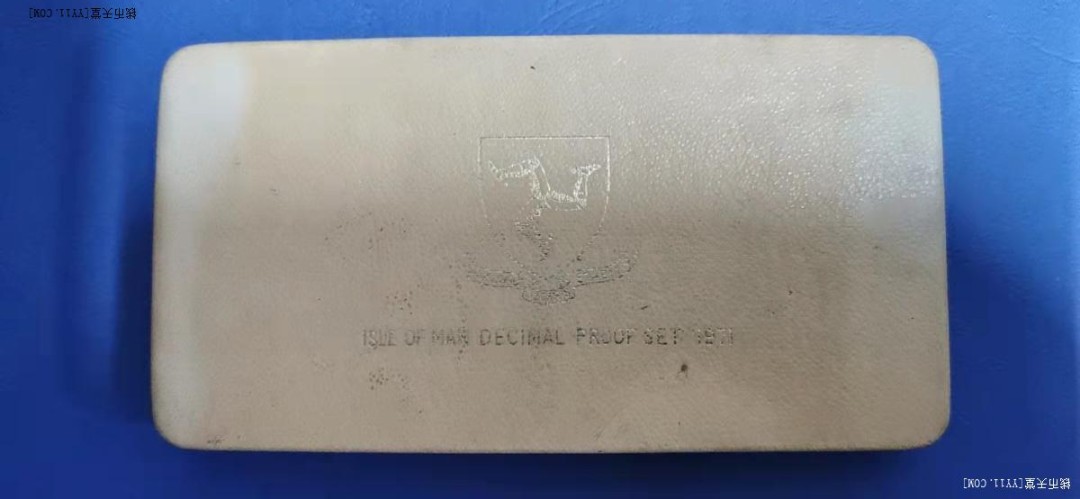 钱币天堂[YY11.COM]
ISLE OF MAN DECIMAL PROOF SET 1971
钱币天堂[YY11.COM]